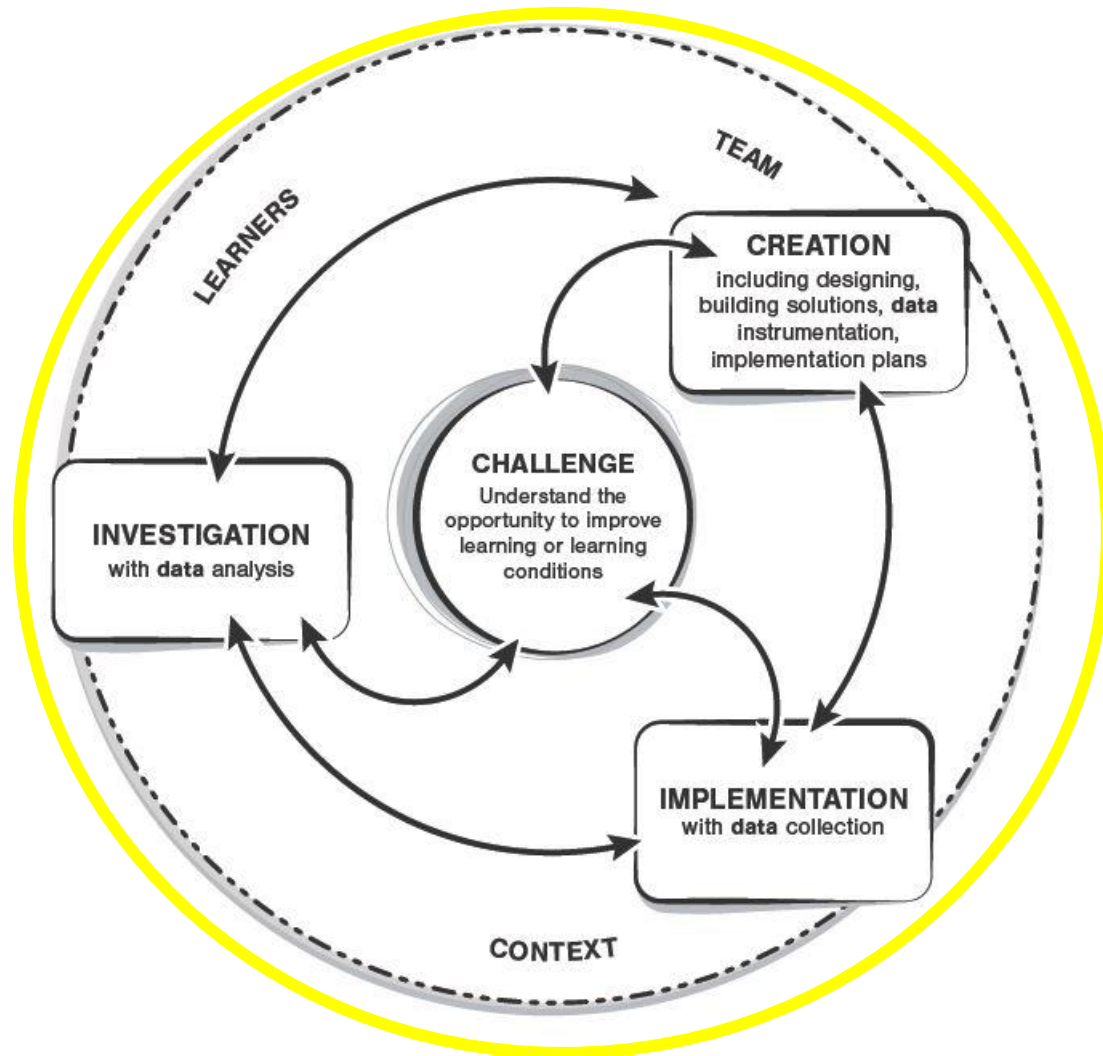 TEAM
LEARNERS
CREATION
including designing,
building solutions, data
instrumentation,
implementation plans
CHALLENGE
Understand the
opportunity to improve
learning or learning
conditions
INVESTIGATION
with data analysis
IMPLEMENTATION
with data collection
CONTEXT